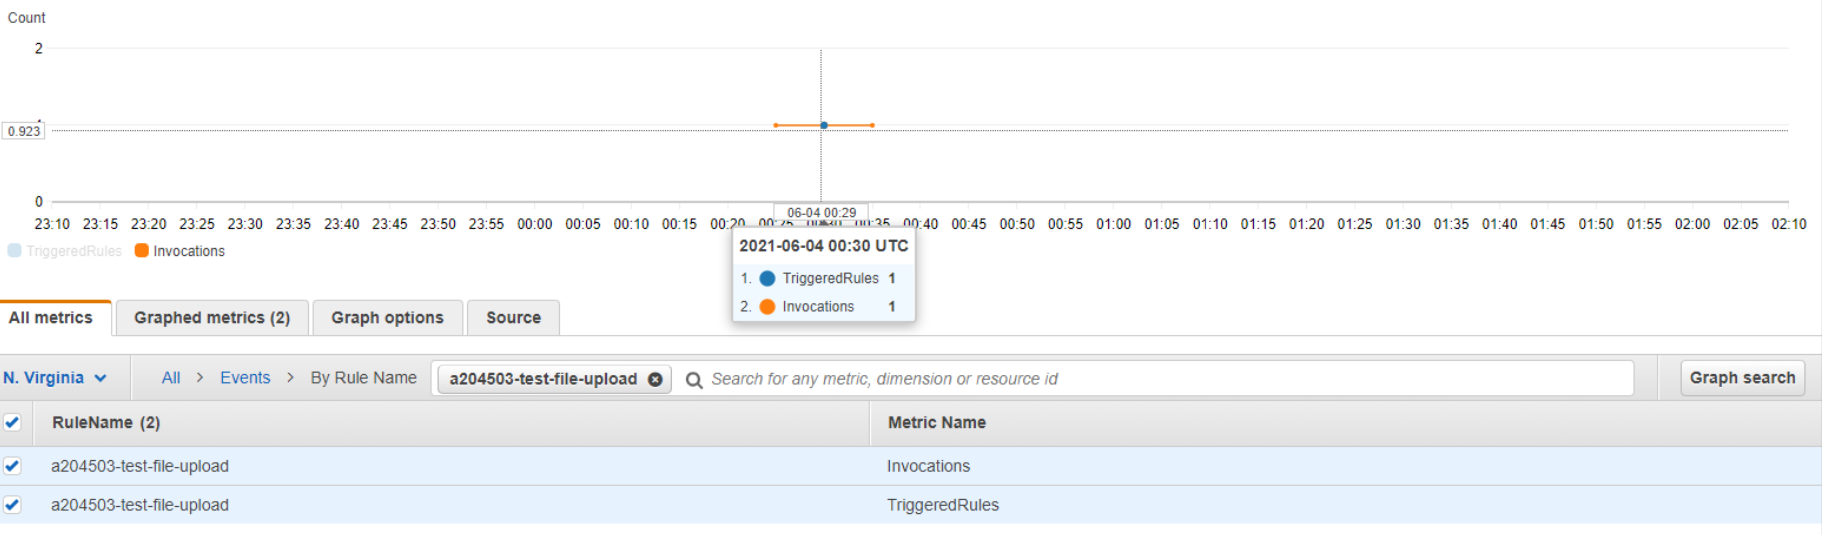 Count
2
0.923
0
23:10 23:15 23:20 23:25 23:30 23:35 23:40 23:45 23:50 23:55 00:00 00:05 00:10 00:15 00:20 00:25 06-04 00:29 00:30 00:35 00:40 00:45 00:50 00:55 01:00 01:05 01:10 01:15 01:20 01:25 01:30 01:35 01:40 01:45 01:50 01:55 02:00 02:05 02:10
TriggeredRules Invocations
2021-06-04 00:30 UTC
1. TriggeredRules 1
2. Invocations 1
All metrics Graphed metrics (2) Graph options Source
N. Virginia All > Events > By Rule Name a204503-test-file-upload Search for any metric, dimension or resource id Graph search
RuleName (2) Metric Name
a204503-test-file-upload Invocations
a204503-test-file-upload TriggeredRules